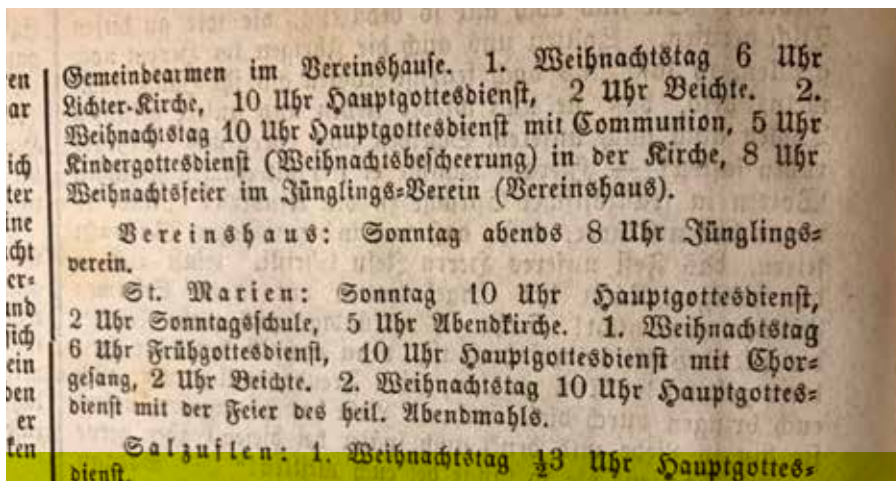 Gemeindearmen im Vereinshause. 1. Weihnachtstag 6 Uhr
Lichter-Kirche, 10 Uhr Hauptgottesdienst, 2 Uhr Beichte. 2.
Weihnachtstag 10 Uhr Hauptgottesdienst mit Communion, 5 Uhr
Kindergottesdienst (Weihnachtsbescheerung) in der Kirche, 8 Uhr
Weihnachtsfeier im Jünglings-Verein (Vereinshaus).
Vereinshaus: Sonntag abends 8 Uhr Jünglings-
verein.
St. Marien: Sonntag 10 Uhr Hauptgottesdienst,
2 Uhr Sonntagsschule, 5 Uhr Abendkirche. 1. Weihnachtstag
6 Uhr Frühgottesdienst, 10 Uhr Hauptgottesdienst mit Chor-
gesang, 2 Uhr Beichte. 2. Weihnachtstag 10 Uhr Hauptgottes-
dienst mit der Feier des heil. Abendmahls.
Salzuflen: 1. Weihnachtstag ½3 Uhr Hauptgottes-
dienst.